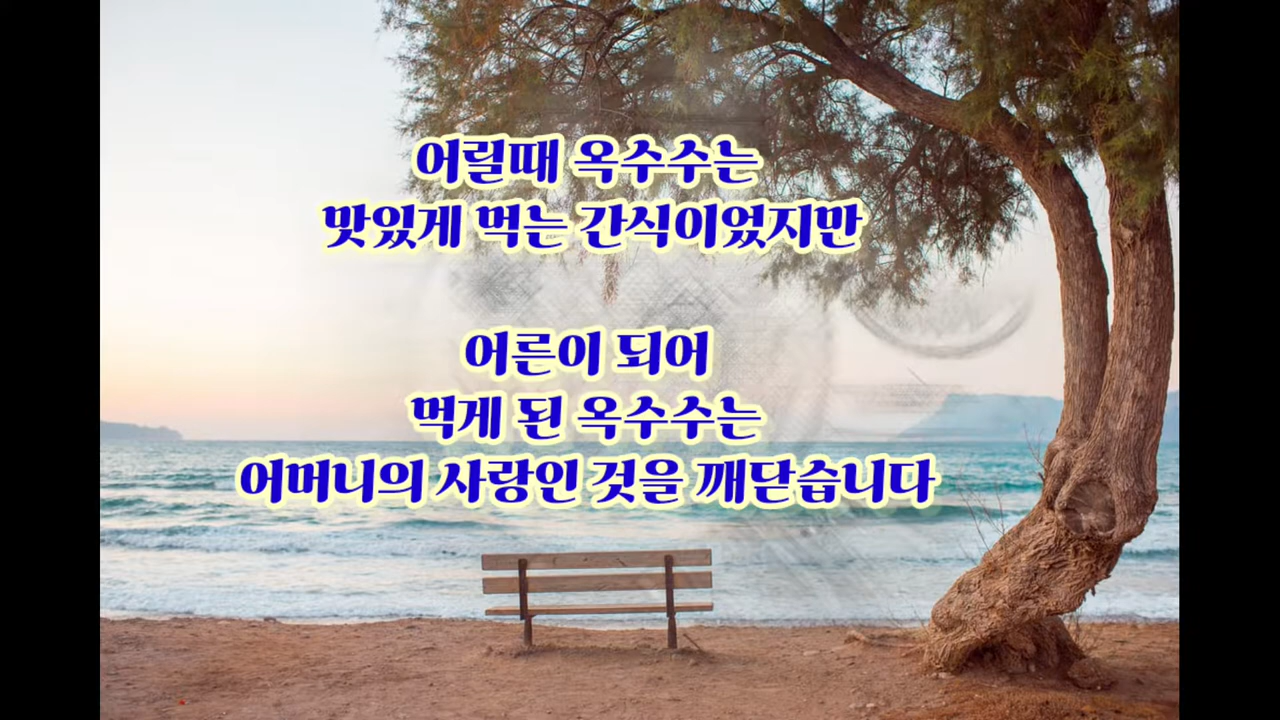 어릴때 옥수수는
맛있게 먹는 간식이었지만
어른이 되어
먹게 된 옥수수는
어머니의 사랑인 것을 깨닫습니다